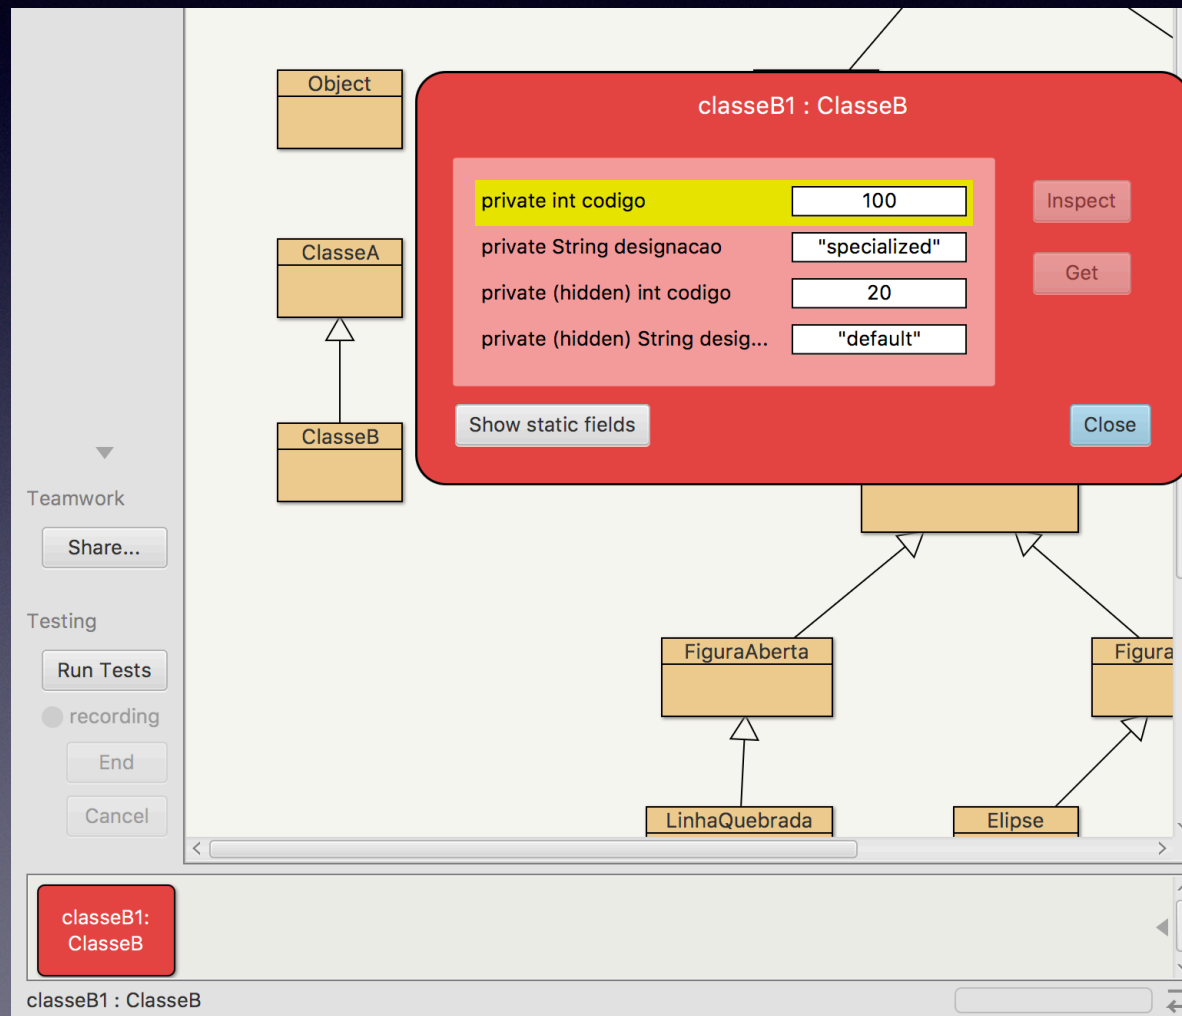 Object
classeB1 : ClasseB
private int codigo 100
Inspect
private String designacao "specialized"
ClasseA
Get
private (hidden) int codigo 20
private (hidden) String desig... "default"
Show static fields
Close
ClasseB
Teamwork
Share...
Testing
Run Tests
FiguraAberta
Figura
recording
End
Cancel
LinhaQuebrada
Elipse
classeB1:
ClasseB
classeB1 : ClasseB